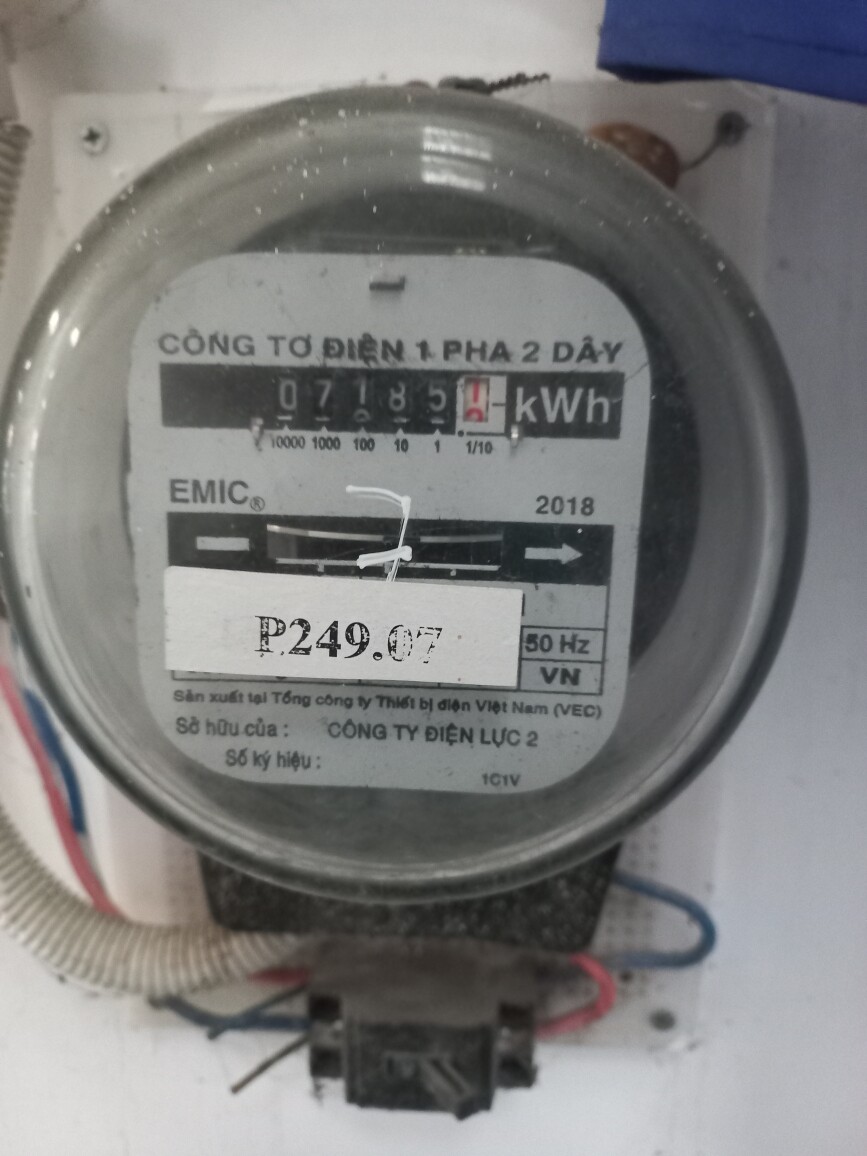 CÔNG TƠ ĐIỆN 1 PHA 2 DÂY
07185 kWh
10000 1000 100 10 1 1/10
EMIC®
2018
P249.07
50 Hz
VN
Sản xuất tại Tổng công ty Thiết bị điện Việt Nam (VEC)
Sở hữu của : CÔNG TY ĐIỆN LỰC 2
Số ký hiệu :
1C1V